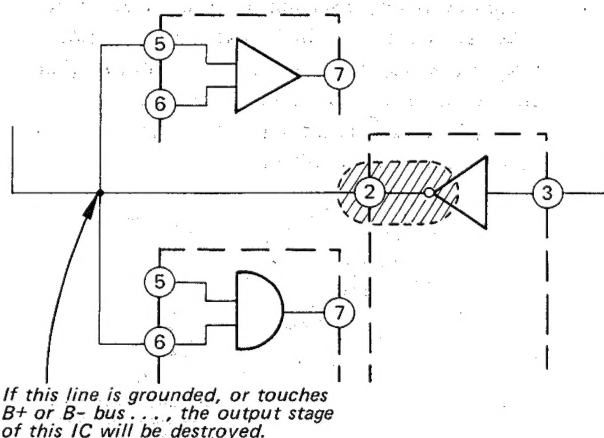 5
7
6
2
3
5
7
6
If this line is grounded, or touches
B+ or B- bus . . . , the output stage
of this IC will be destroyed.